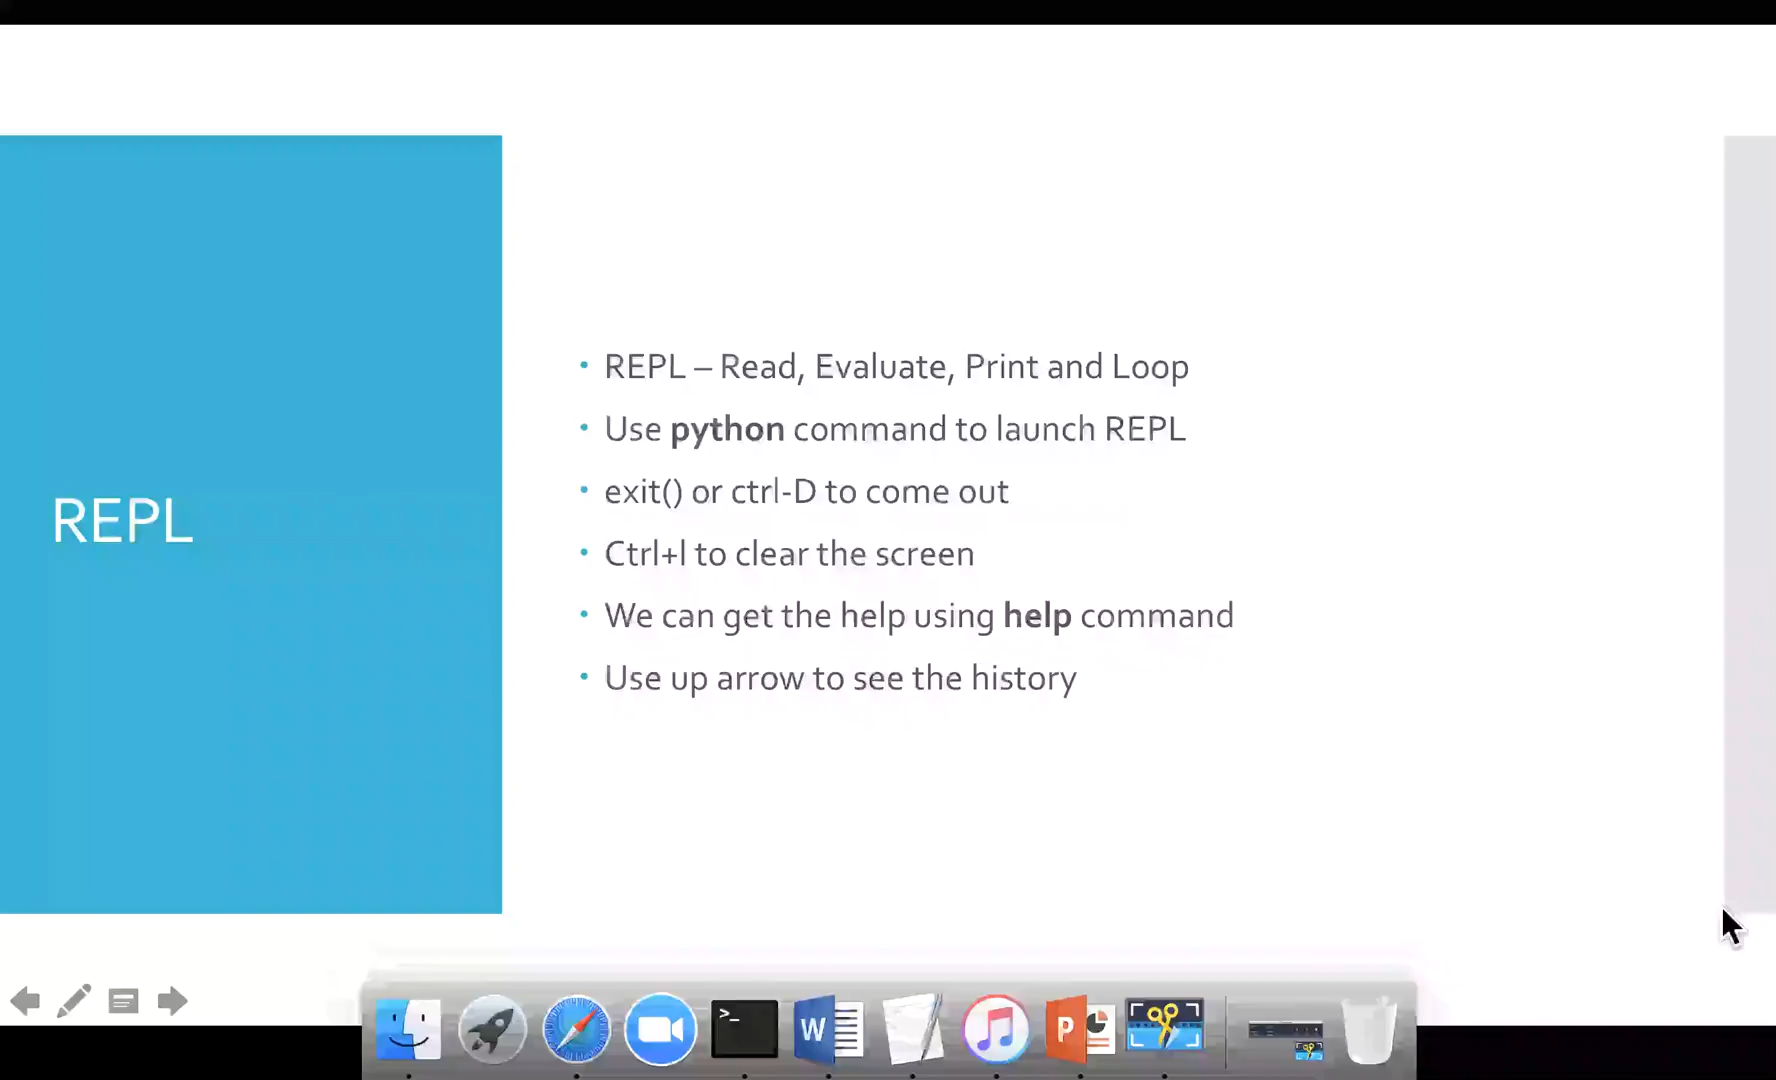 REPL
• REPL – Read, Evaluate, Print and Loop
• Use python command to launch REPL
• exit() or ctrl-D to come out
• Ctrl+l to clear the screen
• We can get the help using help command
• Use up arrow to see the history
>_
W
P